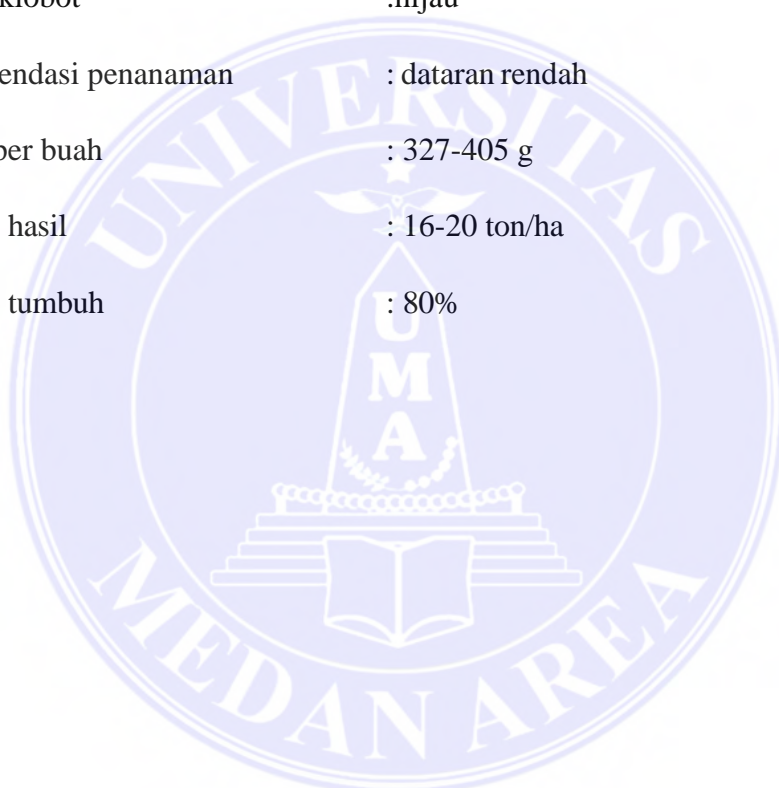 klobot :hijau
endasi penanaman : dataran rendah
per buah : 327-405 g
hasil : 16-20 ton/ha
tumbuh : 80%
UNIVERSITAS
UMA
MEDAN AREA